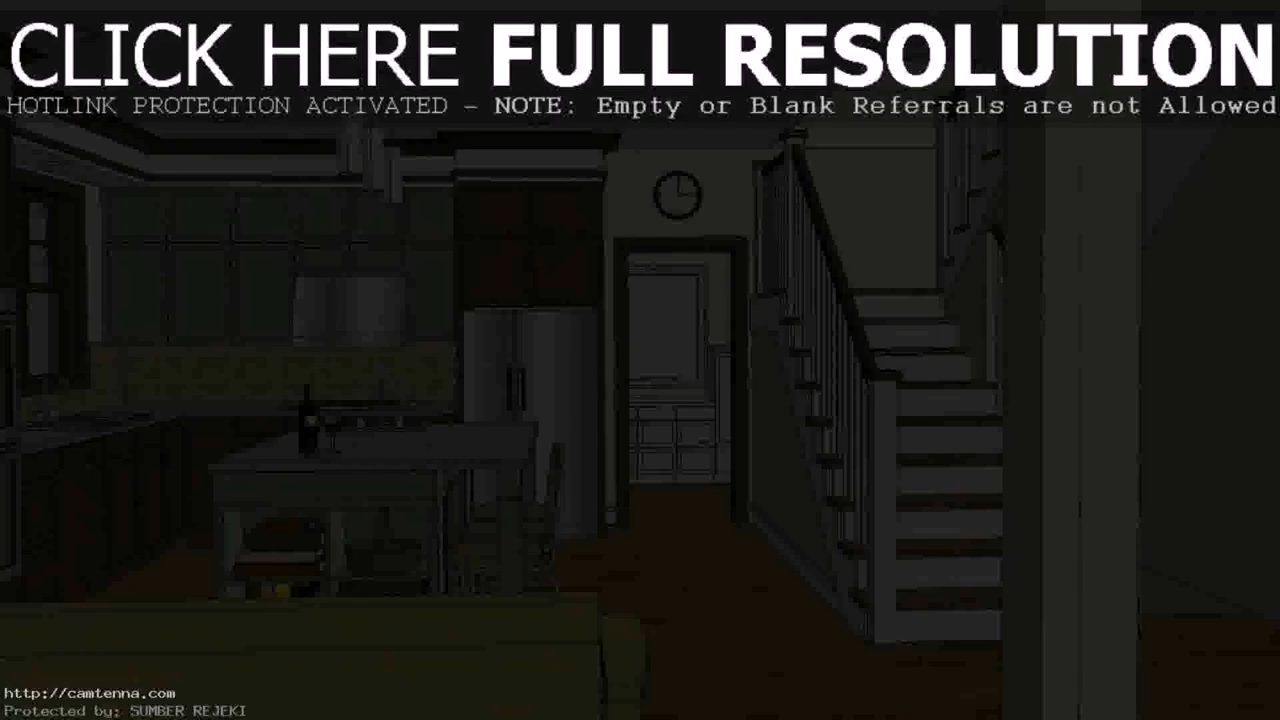 CLICK HERE FULL RESOLUTION
HOTLINK PROTECTION ACTIVATED - NOTE: Empty or Blank Referrals are not Allowed
http://camtenna.com
Protected by: SUMBER REJEKI